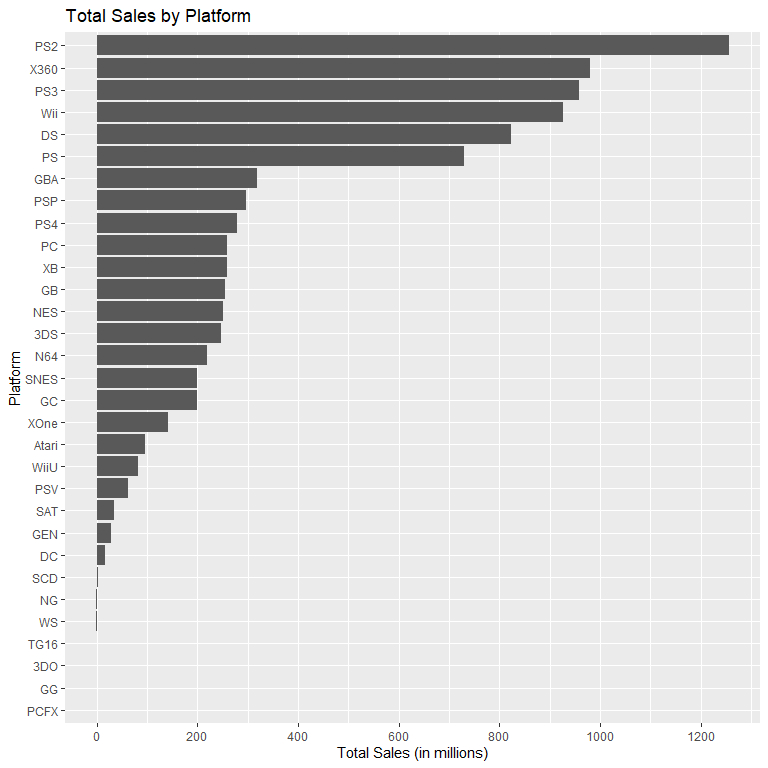 Total Sales by Platform
PS2
X360
PS3
Wii
DS
PS
GBA
PSP
PS4
PC
XB
GB
NES
3DS
N64
SNES
GC
XOne
Atari
WiiU
PSV
SAT
GEN
DC
SCD
NG
WS
TG16
3DO
GG
PCFX
Platform
0 200 400 600 800 1000 1200
Total Sales (in millions)